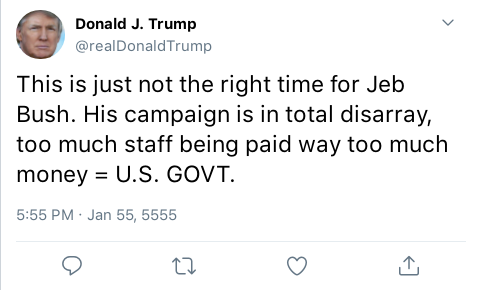 Donald J. Trump
@realDonaldTrump
This is just not the right time for Jeb
Bush. His campaign is in total disarray,
too much staff being paid way too much
money = U.S. GOVT.
5:55 PM · Jan 55, 5555